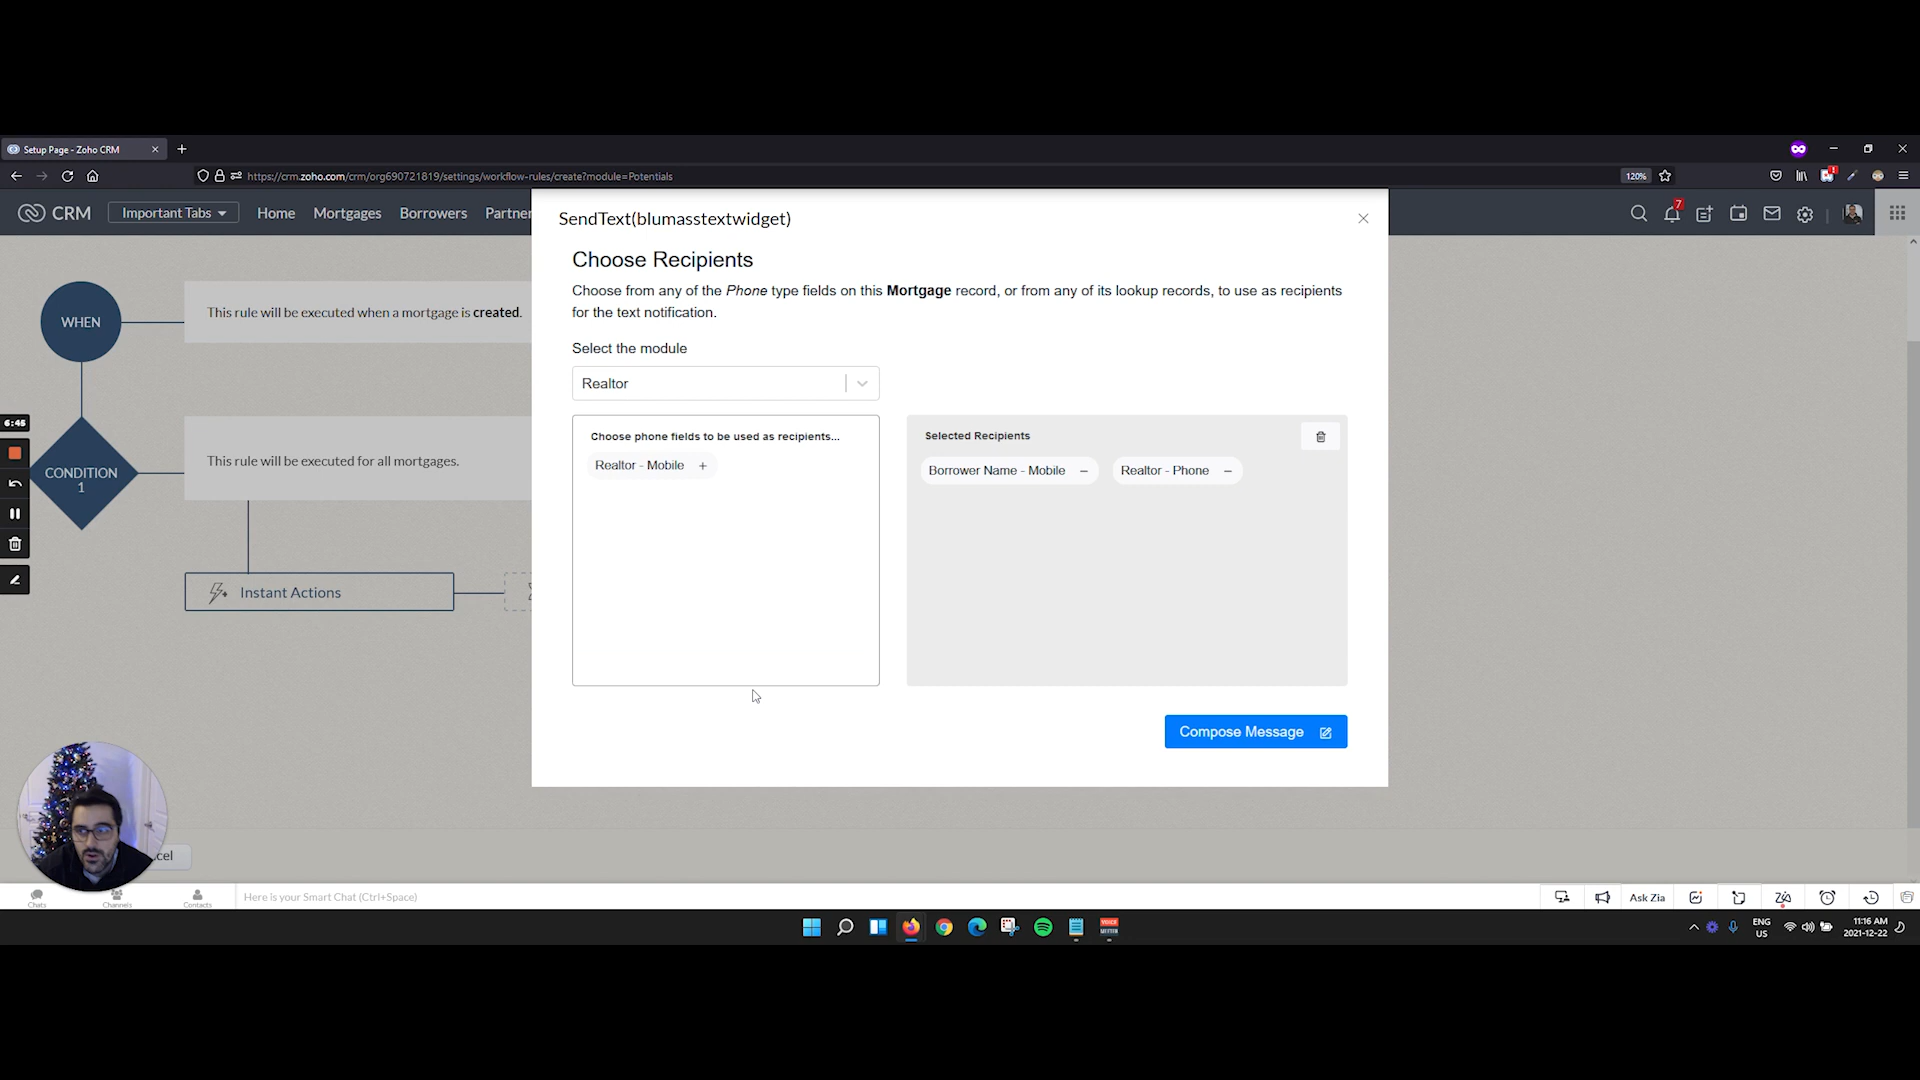 Setup Page - Zoho CRM
https://crm.zoho.com/crm/org690721819/settings/workflow-rules/create?module=Potentials
120%
1
CRM
Important Tabs
Home
Mortgages
Borrowers
Partner
7
SendText(blumasstextwidget)
Choose Recipients
Choose from any of the Phone type fields on this Mortgage record, or from any of its lookup records, to use as recipients
for the text notification.
Select the module
Realtor
Choose phone fields to be used as recipients...
Realtor - Mobile +
Selected Recipients
Borrower Name - Mobile −
Realtor - Phone −
Compose Message
WHEN
This rule will be executed when a mortgage is created.
6:45
CONDITION
1
This rule will be executed for all mortgages.
Instant Actions
cel
Chats
Channels
Contacts
Here is your Smart Chat (Ctrl+Space)
Ask Zia
ENG
US
11:16 AM
2021-12-22